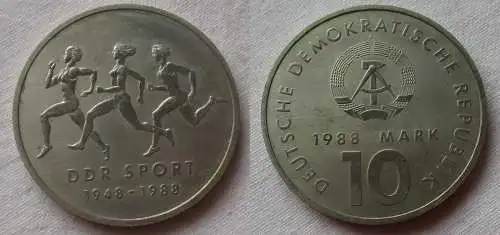 DDR SPORT
1948-1988
DEUTSCHE DEMOKRATISCHE REPUBLIK
1988 MARK
10